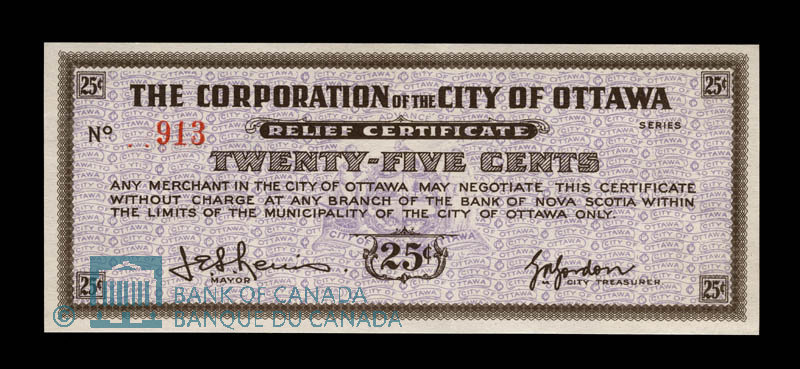 25¢ 25¢
THE CORPORATION OF THE CITY OF OTTAWA
No 913 SERIES
RELIEF CERTIFICATE
TWENTY-FIVE CENTS
ANY MERCHANT IN THE CITY OF OTTAWA MAY NEGOTIATE THIS CERTIFICATE
WITHOUT CHARGE AT ANY BRANCH OF THE BANK OF NOVA SCOTIA WITHIN
THE LIMITS OF THE MUNICIPALITY OF THE CITY OF OTTAWA ONLY.
25¢
MAYOR CITY TREASURER
25¢ 25¢
© BANK OF CANADA
BANQUE DU CANADA